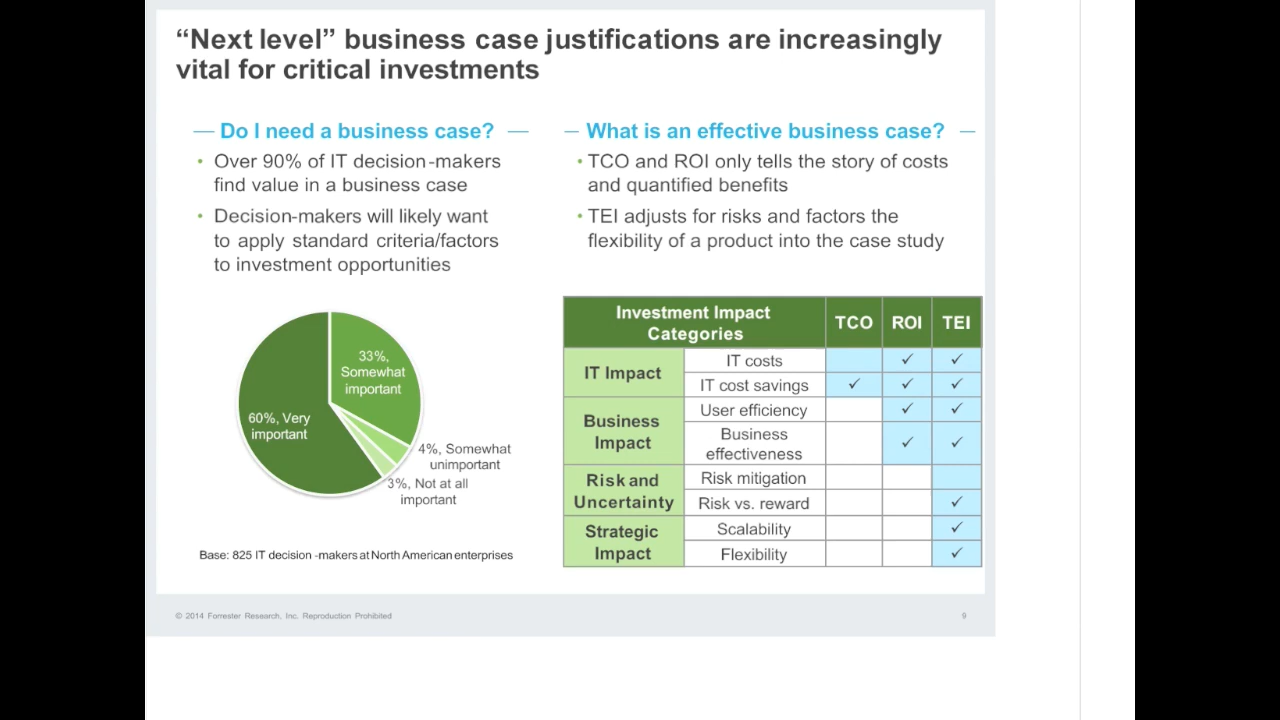 “Next level” business case justifications are increasingly
vital for critical investments
— Do I need a business case? —
• Over 90% of IT decision-makers
find value in a business case
• Decision-makers will likely want
to apply standard criteria/factors
to investment opportunities
33%,
Somewhat
important
60%, Very
important
4%, Somewhat
unimportant
3%, Not at all
important
Base: 825 IT decision -makers at North American enterprises
— What is an effective business case? —
• TCO and ROI only tells the story of costs
and quantified benefits
• TEI adjusts for risks and factors the
flexibility of a product into the case study
Investment Impact
Categories
TCO
ROI
TEI
IT Impact
IT costs
✓ ✓
IT cost savings
✓ ✓ ✓
Business
Impact
User efficiency
✓ ✓
Business
effectiveness
✓ ✓
Risk and
Uncertainty
Risk mitigation
Risk vs. reward
✓
Strategic
Impact
Scalability
✓
Flexibility
✓
© 2014 Forrester Research, Inc. Reproduction Prohibited
9